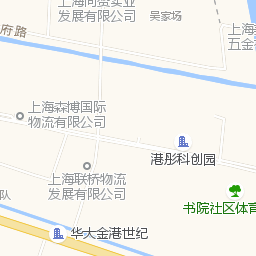 上海问贸实业
发展有限公司
吴家场
上海
五金
府路
上海森博国际
物流有限公司
港彤科创园
上海联桥物流
发展有限公司
书院社区体育
队
华大金港世纪